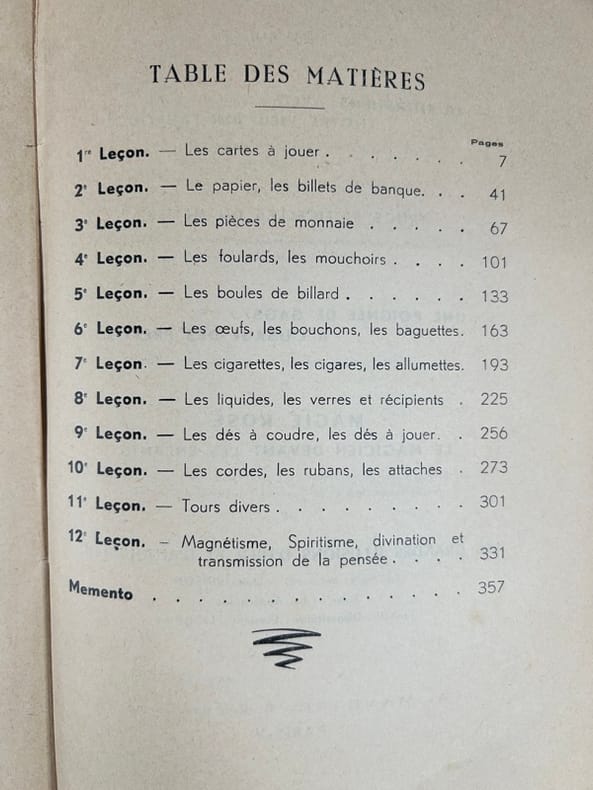 TABLE DES MATIÈRES
Pages
1re Leçon. — Les cartes à jouer . . . . . . . 7
2e Leçon. — Le papier, les billets de banque. . . 41
3e Leçon. — Les pièces de monnaie . . . . . 67
4e Leçon. — Les foulards, les mouchoirs . . . . 101
5e Leçon. — Les boules de billard . . . . . 133
6e Leçon. — Les œufs, les bouchons, les baguettes. 163
7e Leçon. — Les cigarettes, les cigares, les allumettes. 193
8e Leçon. — Les liquides, les verres et récipients . 225
9e Leçon. — Les dés à coudre, les dés à jouer. . 256
10e Leçon. — Les cordes, les rubans, les attaches . 273
11e Leçon. — Tours divers . . . . . . . . 301
12e Leçon. — Magnétisme, Spiritisme, divination et
transmission de la pensée . . . . 331
Memento . . . . . . . . . . . . . . 357